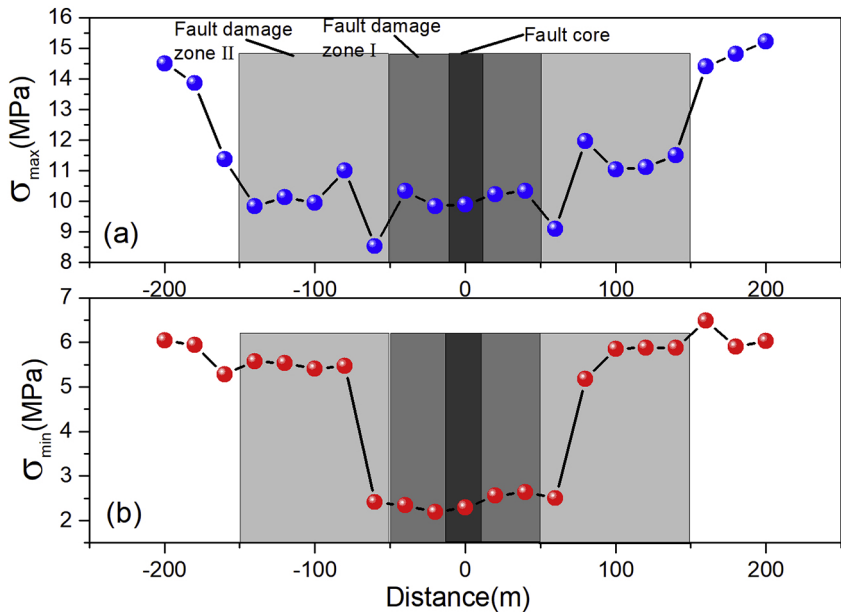 16
15
14
13
12
11
10
9
8
σmax(MPa)
Fault damage
zone II
Fault damage
zone I
Fault core
(a)
-200 -100 0 100 200
7
6
5
4
3
2
σmin(MPa)
(b)
-200 -100 0 100 200
Distance(m)